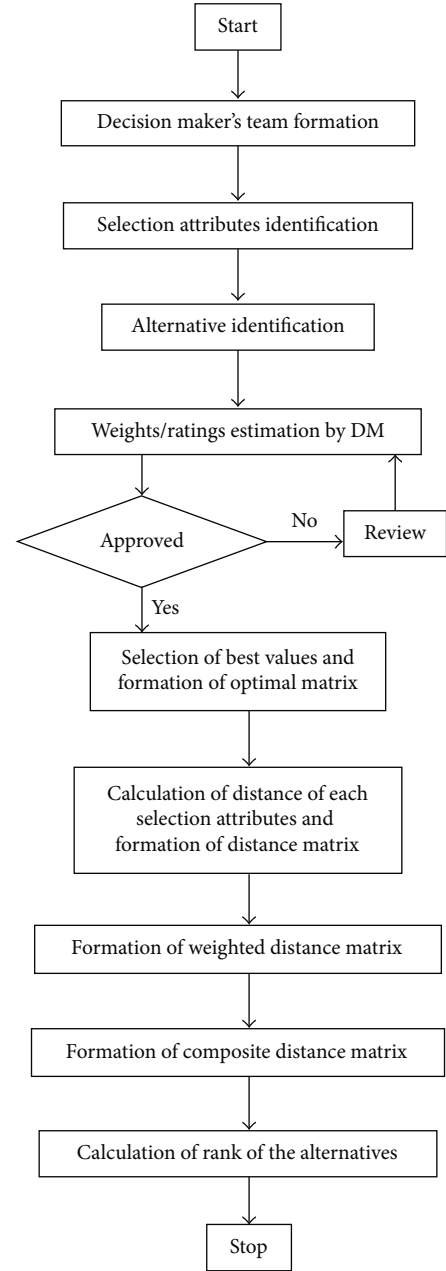 Start
Decision maker's team formation
Selection attributes identification
Alternative identification
Weights/ratings estimation by DM
Approved
No
Review
Yes
Selection of best values and
formation of optimal matrix
Calculation of distance of each
selection attributes and
formation of distance matrix
Formation of weighted distance matrix
Formation of composite distance matrix
Calculation of rank of the alternatives
Stop